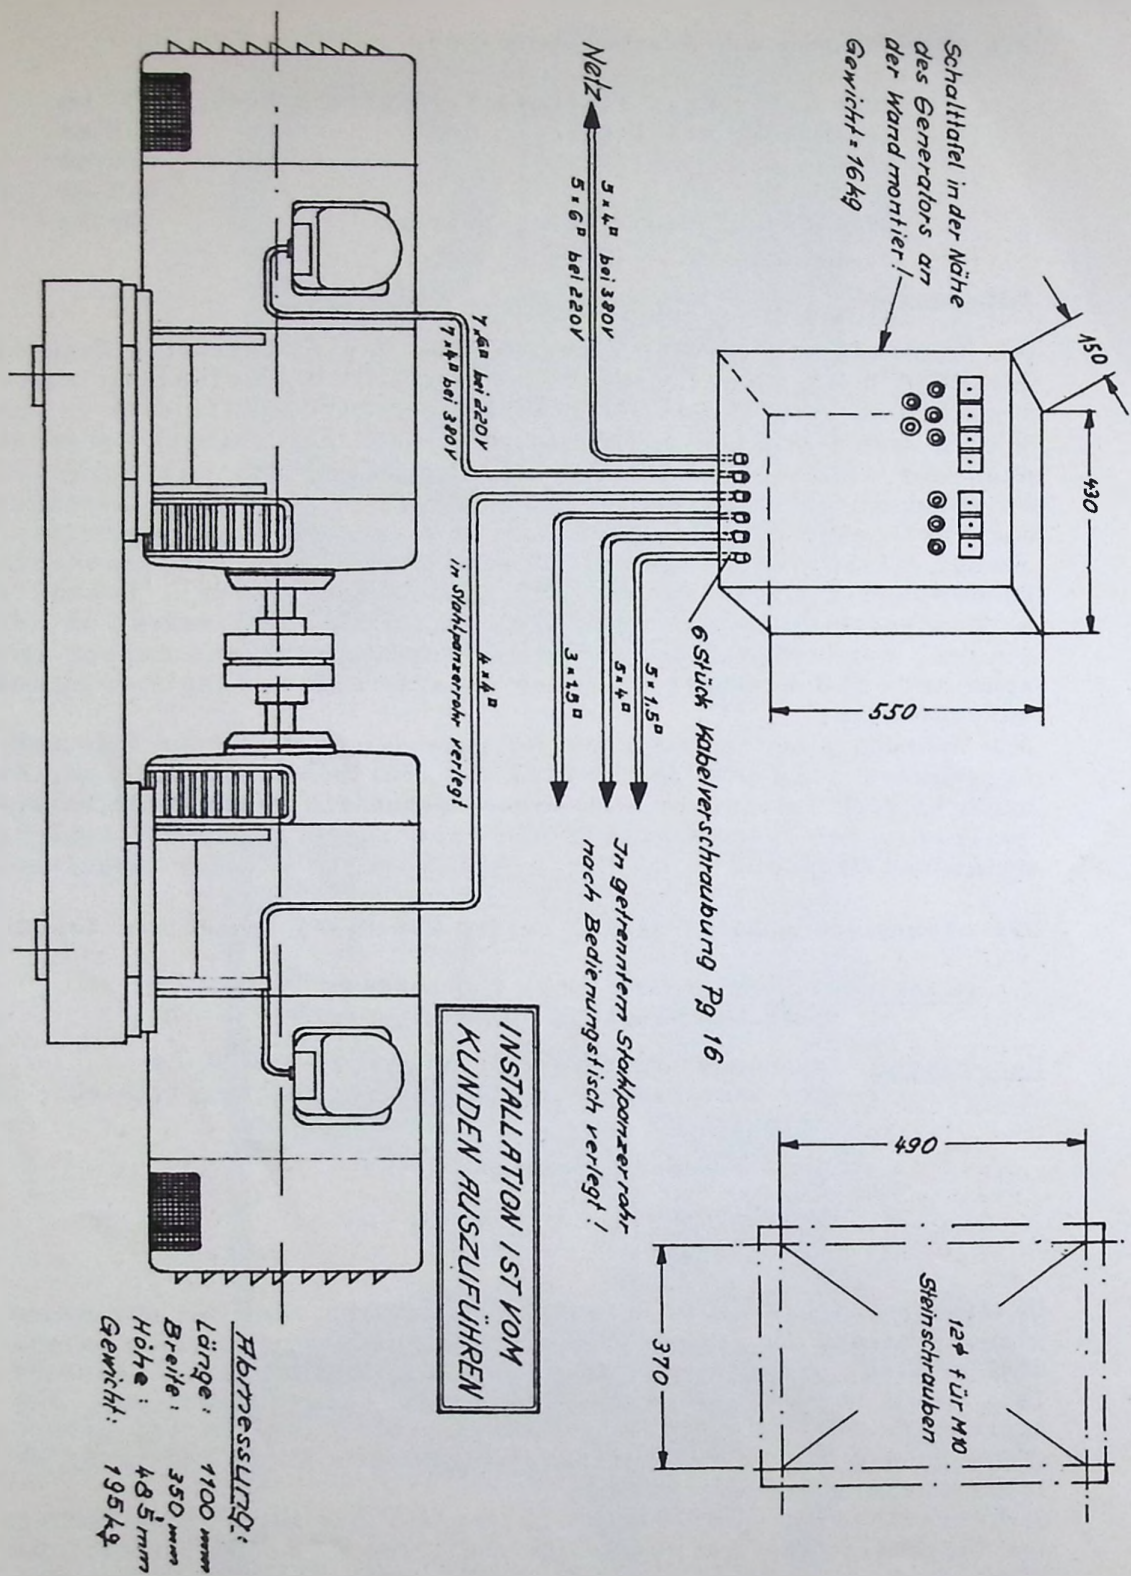 Schalttafel in der Nähe
des Generators an
der Wand montier!
Gewicht = 16kg
150
430
550
Netz
5 x 4□ bei 380V
5 x 6□ bei 220V
7 x 6□ bei 220V
7 x 4□ bei 380V
4 x 4□
in Stahlpanzerrohr verlegt
6 Stück Kabelverschraubung Pg 16
5 x 1.5□
5 x 4□
3 x 1.5□
In getrenntem Stahlpanzerrohr
nach Bedienungstisch verlegt!
490
370
12⌀ für M10
Steinschrauben
INSTALLATION IST VOM
KUNDEN AUSZUFÜHREN
Abmessung:
Länge: 1100 mm
Breite: 350 mm
Höhe: 485 mm
Gewicht: 195kg